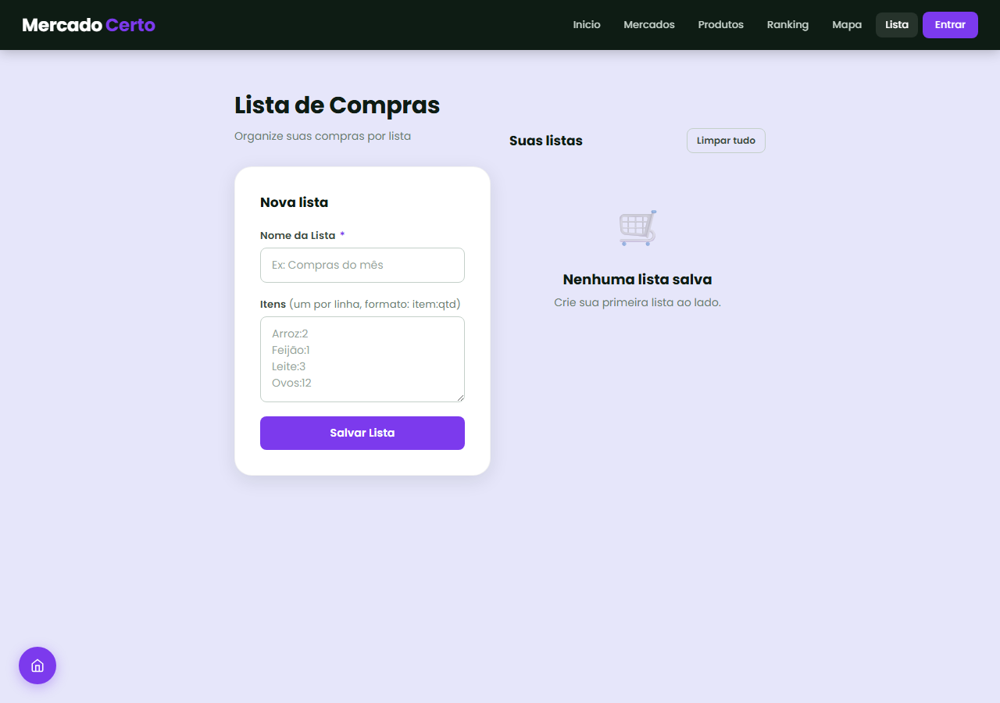 Mercado Certo
Inicio
Mercados
Produtos
Ranking
Mapa
Lista
Entrar
Lista de Compras
Organize suas compras por lista
Nova lista
Nome da Lista *
Ex: Compras do mês
Itens (um por linha, formato: item:qtd)
Arroz:2
Feijão:1
Leite:3
Ovos:12
Salvar Lista
Suas listas
Limpar tudo
Nenhuma lista salva
Crie sua primeira lista ao lado.